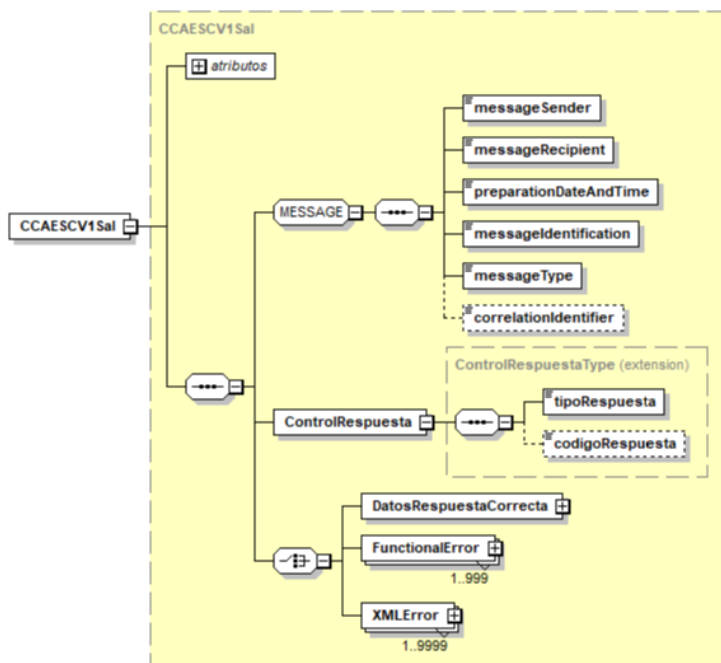 CCAESCV1Sal
atributos
messageSender
messageRecipient
preparationDateAndTime
messageIdentification
messageType
correlationIdentifier
MESSAGE
CCAESCV1Sal
ControlRespuestaType (extension)
tipoRespuesta
codigoRespuesta
ControlRespuesta
DatosRespuestaCorrecta
FunctionalError
1..999
XMLError
1..9999